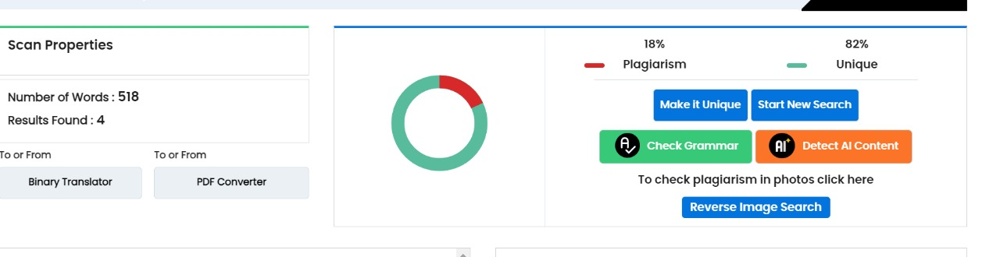 Scan Properties
Number of Words : 518
Results Found : 4
To or From
To or From
Binary Translator
PDF Converter
18%
82%
Plagiarism
Unique
Make it Unique
Start New Search
Check Grammar
AI
Detect AI Content
To check plagiarism in photos click here
Reverse Image Search